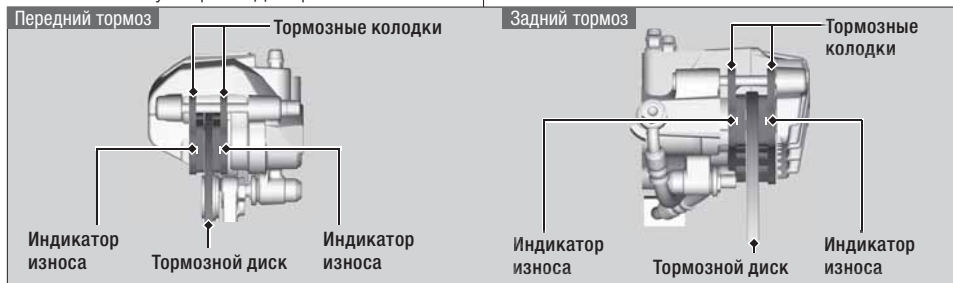 Передний тормоз
Тормозные колодки
Индикатор
износа
Тормозной диск
Индикатор
износа
Задний тормоз
Тормозные
колодки
Индикатор
износа
Тормозной диск
Индикатор
износа